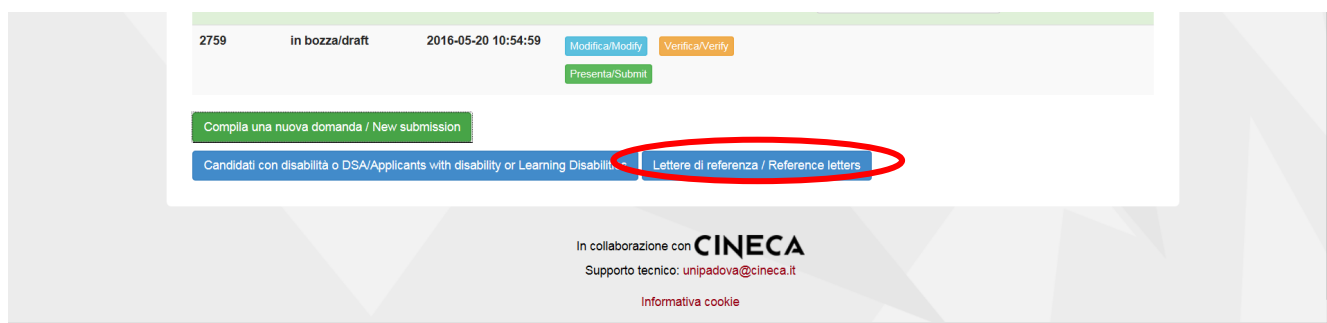 2759 in bozza/draft 2016-05-20 10:54:59 Modifica/Modify Verifica/Verify
Presenta/Submit
Compila una nuova domanda / New submission
Candidati con disabilità o DSA/Applicants with disability or Learning Disabilities Lettere di referenza / Reference letters
In collaborazione con CINECA
Supporto tecnico: unipadova@cineca.it
Informativa cookie